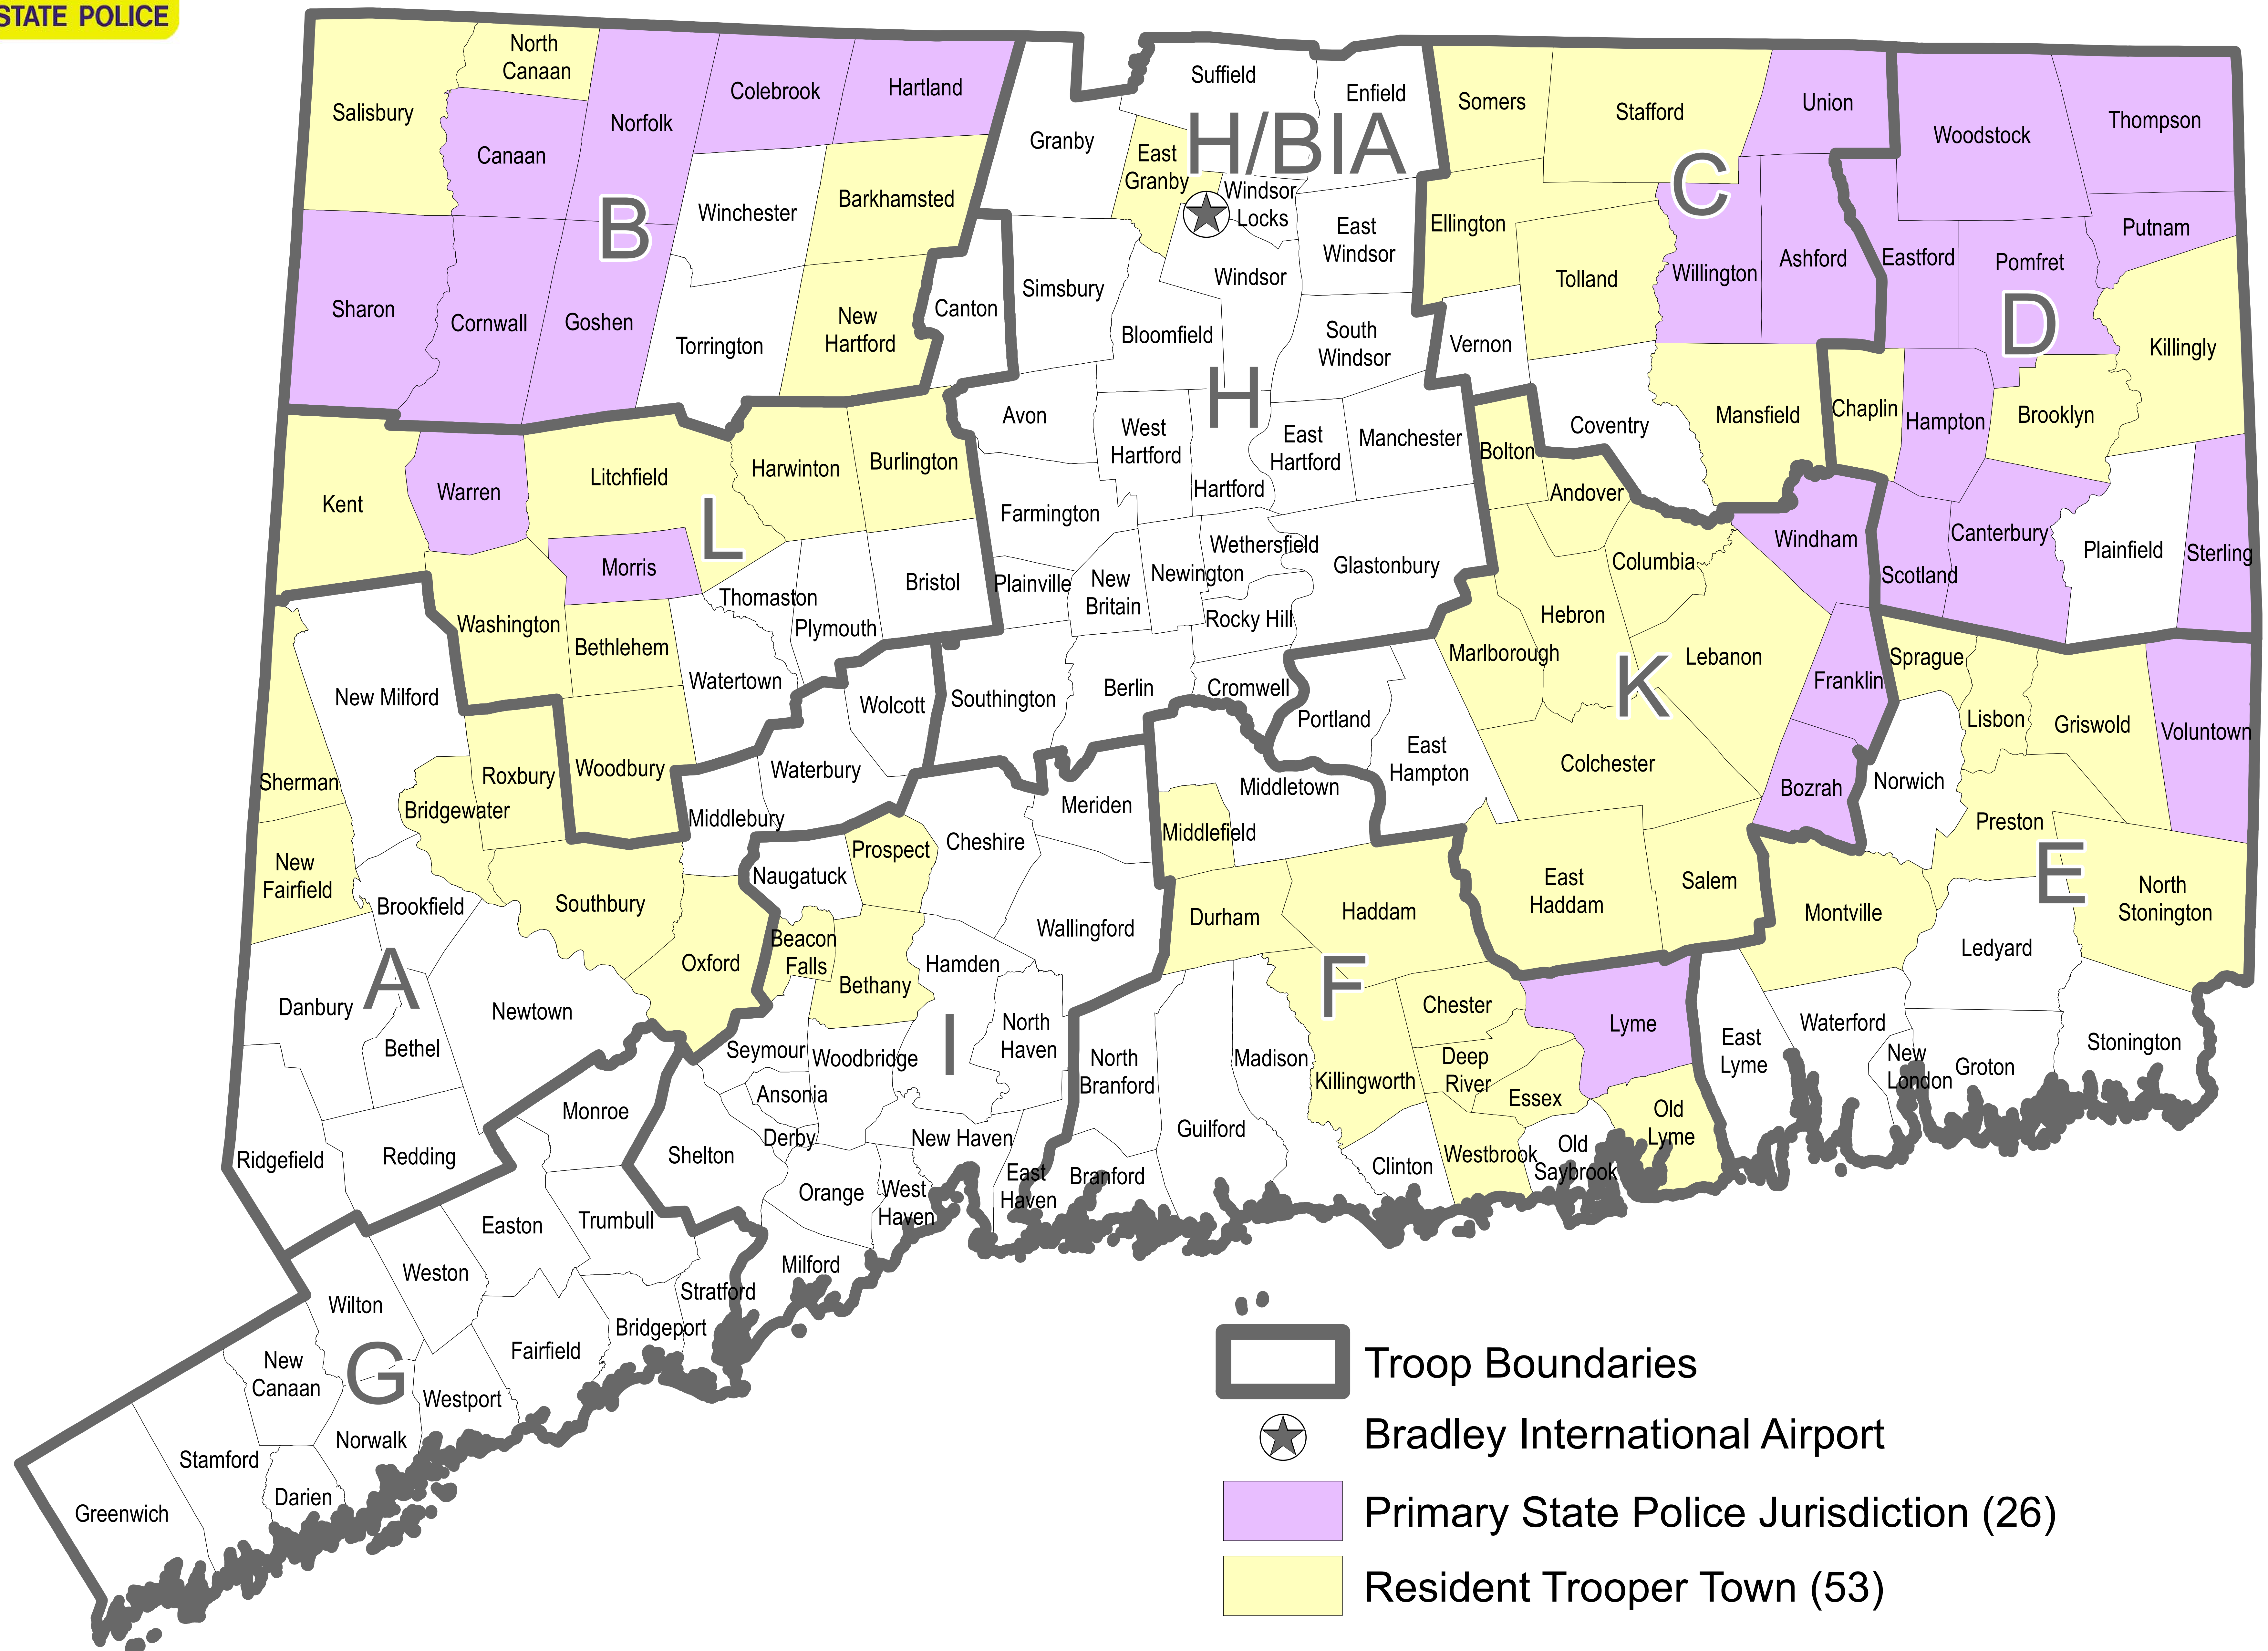 STATE POLICE
North
Canaan
Salisbury
Canaan
Norfolk
Colebrook
Hartland
Winchester
Barkhamsted
B
Sharon
Cornwall
Goshen
Torrington
New
Hartford
Suffield
Enfield
Granby
H/BIA
East
Granby
Windsor
Locks
East
Windsor
Windsor
Canton
Simsbury
Bloomfield
South
Windsor
H
Avon
West
Hartford
East
Hartford
Manchester
Hartford
Farmington
Wethersfield
Glastonbury
Plainville
New
Britain
Newington
Rocky Hill
Southington
Berlin
Cromwell
Somers
Stafford
Union
C
Ellington
Tolland
Willington
Ashford
Vernon
Coventry
Mansfield
Woodstock
Thompson
Putnam
Eastford
Pomfret
D
Killingly
Chaplin
Hampton
Brooklyn
Canterbury
Plainfield
Sterling
Scotland
Kent
Warren
Litchfield
Harwinton
Burlington
L
Morris
Bristol
Thomaston
Plymouth
Washington
Bethlehem
Watertown
Woodbury
Bolton
Andover
Windham
Columbia
Hebron
Marlborough
Lebanon
K
Franklin
Portland
East
Hampton
Colchester
Bozrah
East
Haddam
Salem
New Milford
Sherman
Roxbury
Bridgewater
New
Fairfield
Brookfield
Southbury
Oxford
A
Danbury
Bethel
Newtown
Ridgefield
Redding
Wolcott
Waterbury
Middlebury
Meriden
Cheshire
Prospect
Naugatuck
Wallingford
Beacon
Falls
Bethany
Hamden
North
Haven
I
Seymour
Woodbridge
Ansonia
Derby
Shelton
New Haven
East
Haven
Orange
West
Haven
Milford
Middletown
Middlefield
Durham
Haddam
F
Chester
Lyme
Deep
River
Essex
Killingworth
Madison
North
Branford
Guilford
Old
Lyme
Westbrook
Old
Saybrook
Clinton
Branford
Sprague
Lisbon
Griswold
Voluntown
Norwich
Preston
E
North
Stonington
Montville
Ledyard
East
Lyme
Waterford
New
London
Groton
Stonington
Monroe
Easton
Trumbull
Weston
Wilton
Stratford
Bridgeport
Fairfield
G
New
Canaan
Westport
Norwalk
Stamford
Darien
Greenwich
Troop Boundaries
Bradley International Airport
Primary State Police Jurisdiction (26)
Resident Trooper Town (53)